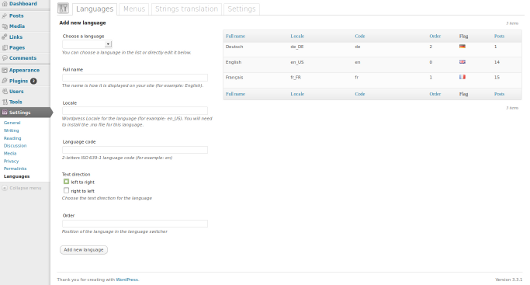 Dashboard
Posts
Media
Links
Pages
Comments
Appearance
Plugins
Users
Tools
Settings
General
Writing
Reading
Discussion
Media
Privacy
Permalinks
Languages
Collapse menu
Languages Menus Strings translation Settings
Add new language
Choose a language
You can choose a language in the list or directly edit it below.
Full name
The name is how it is displayed on your site (for example: English).
Locale
Wordpress Locale for the language (for example: en_US). You will need
to install the .mo file for this language.
Language code
2-letters ISO 639-1 language code (for example: en)
Text direction
left to right
right to left
Choose the text direction for the language
Order
Position of the language in the language switcher
Add new language
3 items
Full name Locale Code Order Flag Posts
Deutsch de_DE de 2 1
English en_US en 0 14
Français fr_FR fr 1 15
Full name Locale Code Order Flag Posts
3 items
Thank you for creating with WordPress.
Version 3.3.1